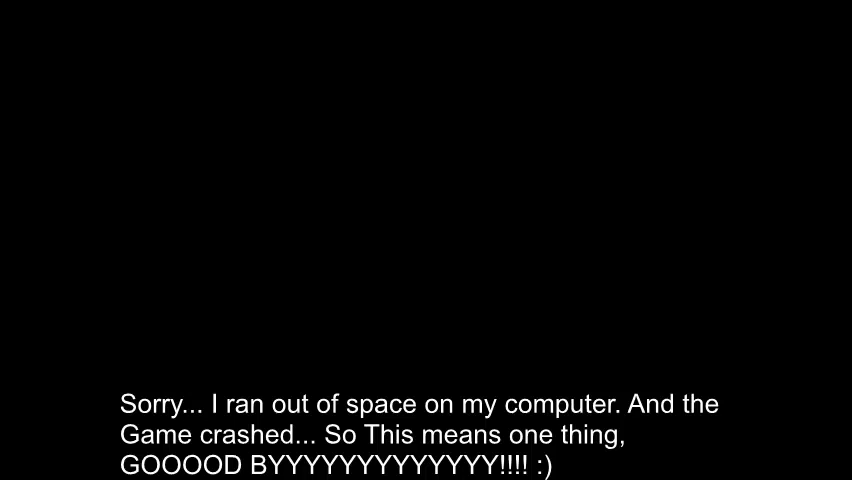 Sorry... I ran out of space on my computer. And the
Game crashed... So This means one thing,
GOOOOD BYYYYYYYYYYYYY!!!! :)